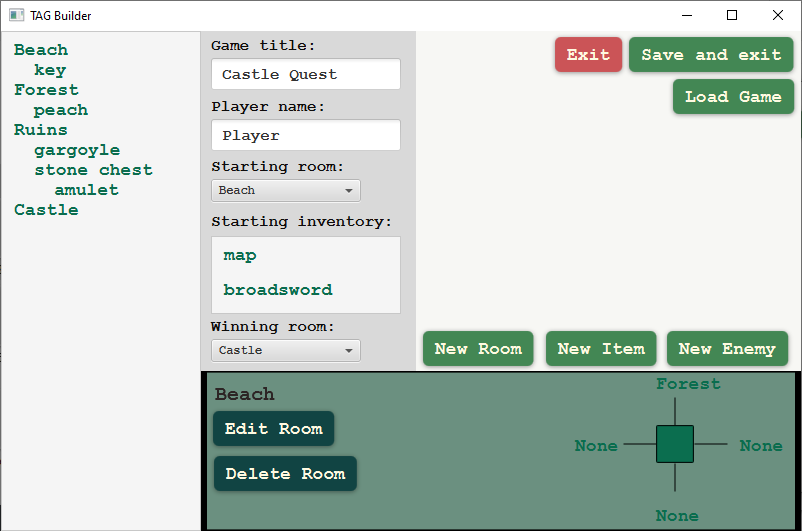 TAG Builder
Beach
key
Forest
peach
Ruins
gargoyle
stone chest
amulet
Castle
Game title:
Castle Quest
Player name:
Player
Starting room:
Beach
Starting inventory:
map
broadsword
Winning room:
Castle
Exit
Save and exit
Load Game
New Room
New Item
New Enemy
Beach
Edit Room
Delete Room
Forest
None
None
None